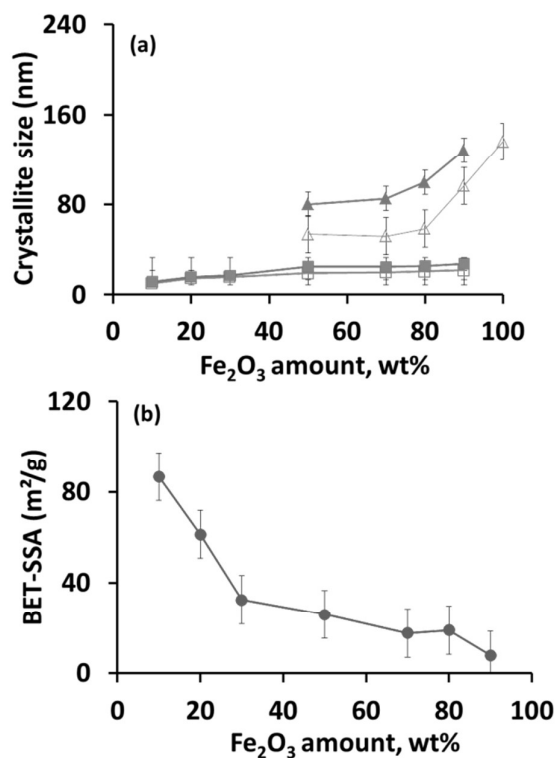 (a)
Crystallite size (nm)
240
160
80
0
0 20 40 60 80 100
Fe₂O₃ amount, wt%
(b)
BET-SSA (m²/g)
120
80
40
0
0 20 40 60 80 100
Fe₂O₃ amount, wt%